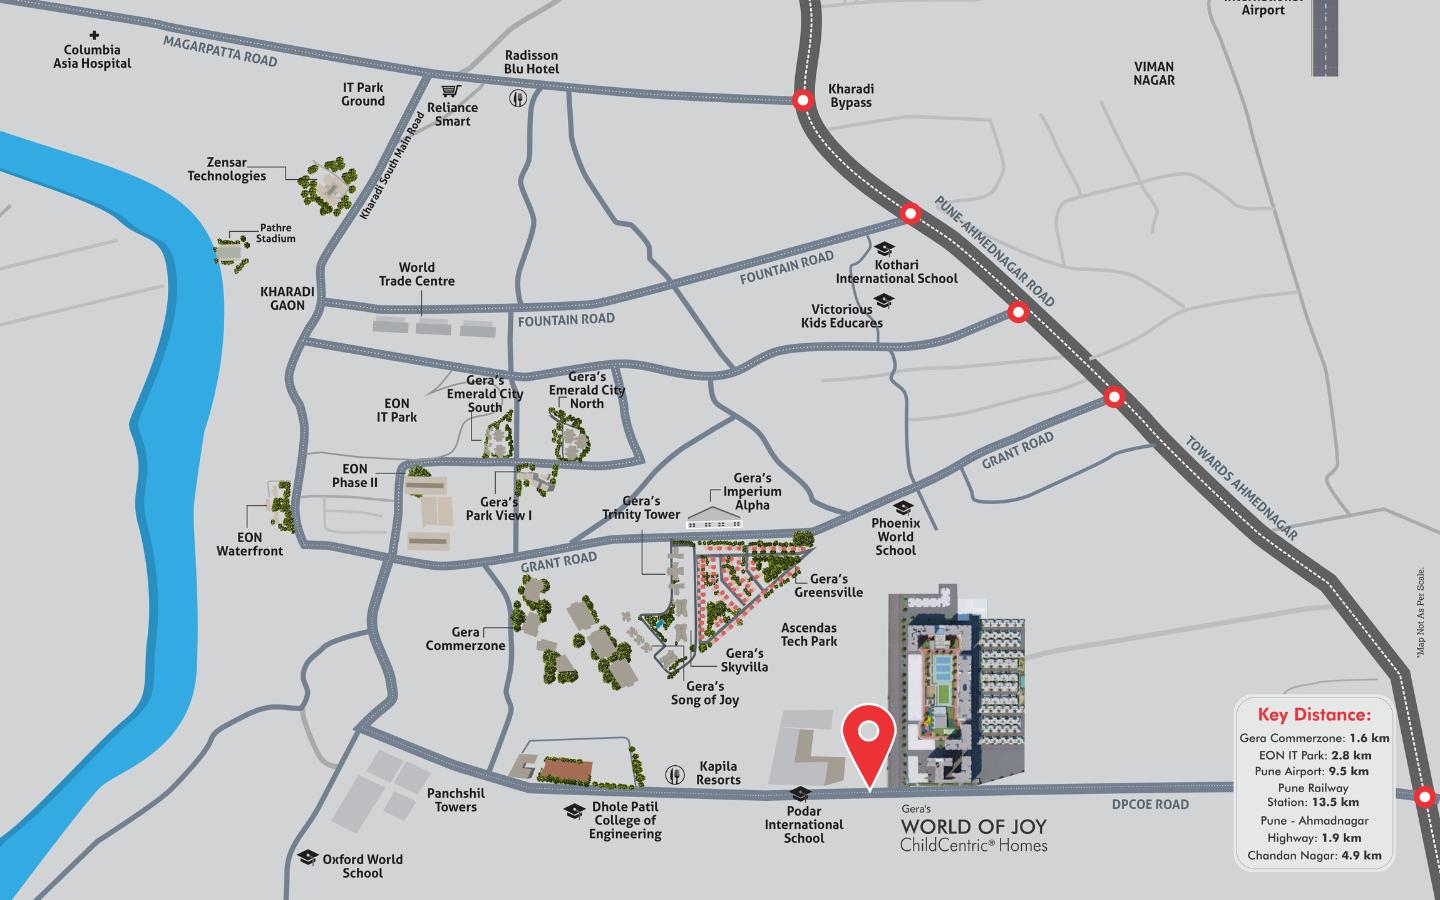 International
Airport
Columbia
Asia Hospital
MAGARPATTA ROAD
Radisson
Blu Hotel
IT Park
Ground
Reliance
Smart
Kharadi
Bypass
VIMAN
NAGAR
Kharadi South Main Road
Zensar
Technologies
Pathre
Stadium
PUNE-AHMEDNAGAR ROAD
KHARADI
GAON
World
Trade Centre
FOUNTAIN ROAD
FOUNTAIN ROAD
Kothari
International School
Victorious
Kids Educares
EON
IT Park
Gera's
Emerald City
South
Gera's
Emerald City
North
GRANT ROAD
TOWARDS AHMEDNAGAR
EON
Phase II
Gera's
Park View I
Gera's
Trinity Tower
Gera's
Imperium
Alpha
Phoenix
World
School
EON
Waterfront
GRANT ROAD
Gera's
Greensville
Gera
Commerzone
Ascendas
Tech Park
Gera's
Skyvilla
Gera's
Song of Joy
*Map Not As Per Scale.
Panchshil
Towers
Kapila
Resorts
Dhole Patil
College of
Engineering
Podar
International
School
Oxford World
School
Gera's
WORLD OF JOY
ChildCentric® Homes
DPCOE ROAD
Key Distance:
Gera Commerzone: 1.6 km
EON IT Park: 2.8 km
Pune Airport: 9.5 km
Pune Railway
Station: 13.5 km
Pune - Ahmadnagar
Highway: 1.9 km
Chandan Nagar: 4.9 km